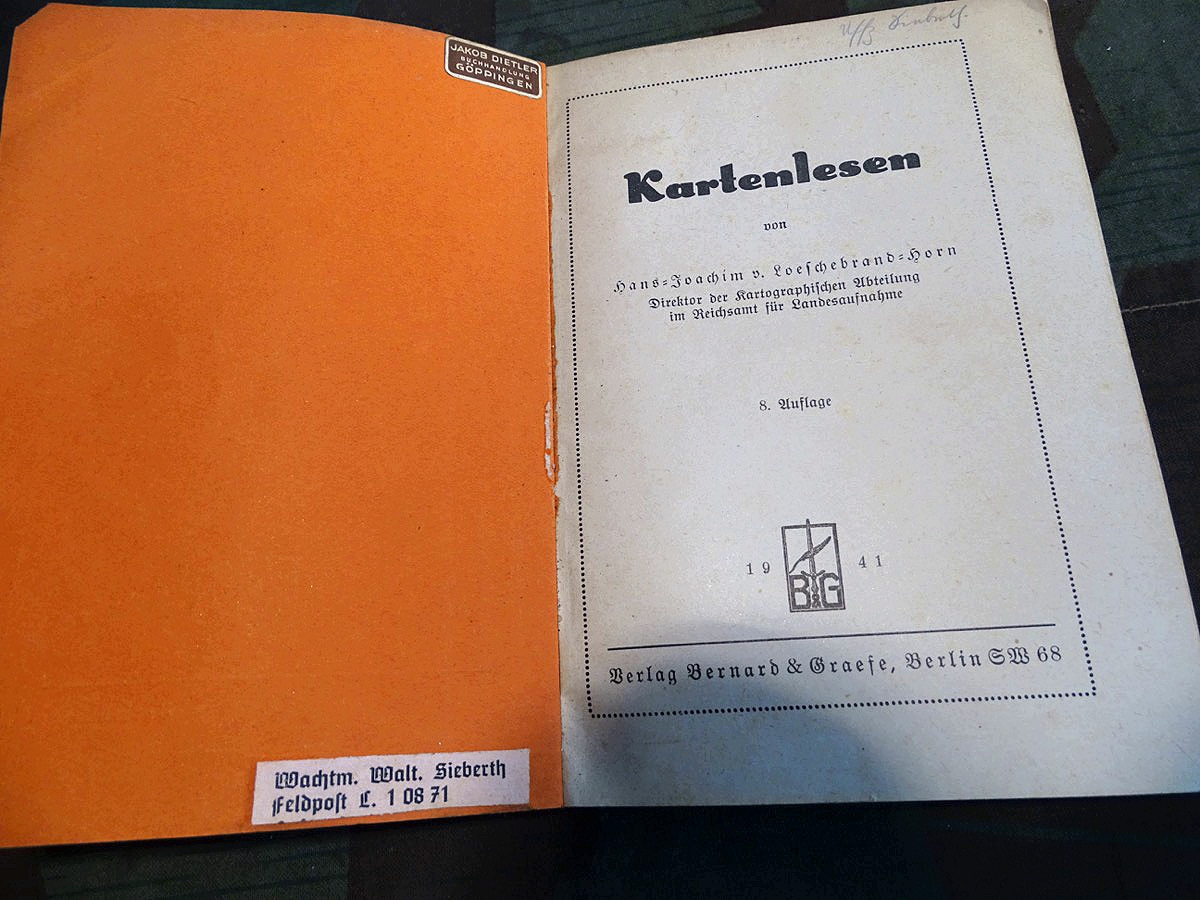 JAKOB DIETLER
BUCHHANDLUNG
GÖPPINGEN
Wachtm. Walt. Sieberth
Feldpost L. 1 08 71
Kartenlesen
von
Hans=Joachim v. Loeschebrand=Horn
Direktor der Kartographischen Abteilung
im Reichsamt für Landesaufnahme
8. Auflage
19 BG 41
Verlag Bernard & Graefe, Berlin SW 68